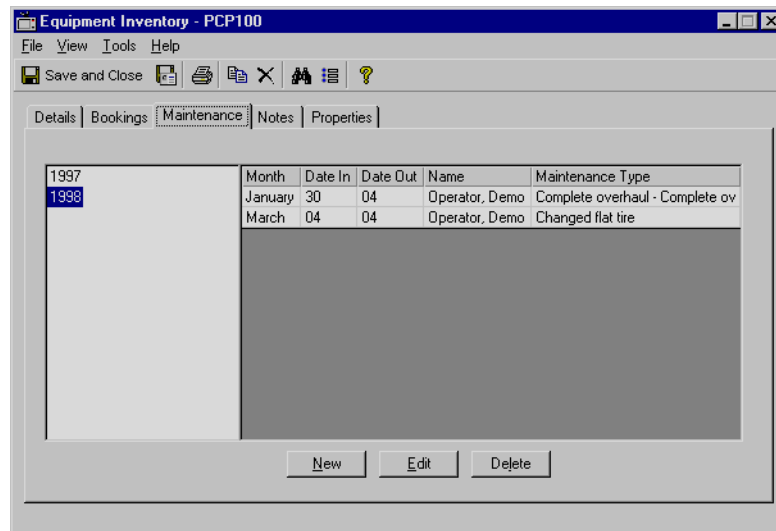 Equipment Inventory - PCP100
File View Tools Help
Save and Close
Details Bookings Maintenance Notes Properties
1997
1998
Month Date In Date Out Name Maintenance Type
January 30 04 Operator, Demo Complete overhaul - Complete ov
March 04 04 Operator, Demo Changed flat tire
New Edit Delete